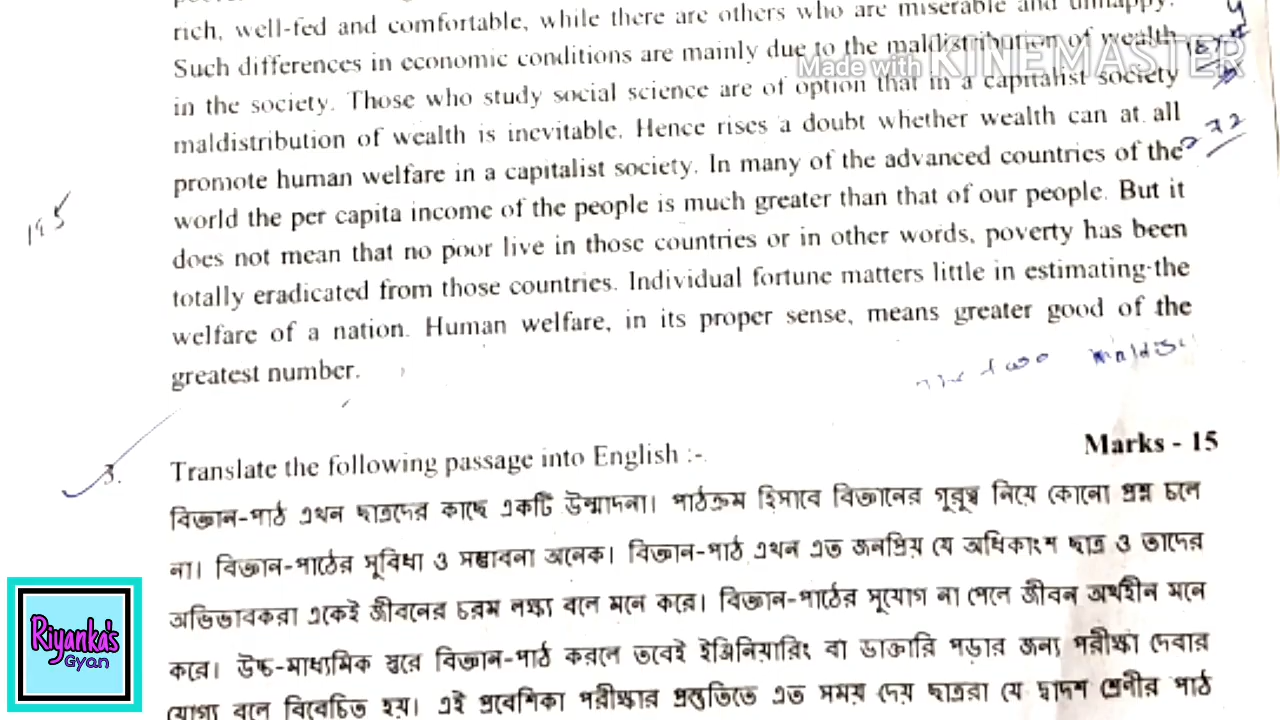 rich, well-fed and comfortable, while there are others who are miserable and unhappy.
Such differences in economic conditions are mainly due to the maldistribution of wealth
in the society. Those who study social science are of option that in a capitalist society
maldistribution of wealth is inevitable. Hence rises a doubt whether wealth can at all
promote human welfare in a capitalist society. In many of the advanced countries of the
world the per capita income of the people is much greater than that of our people. But it
does not mean that no poor live in those countries or in other words, poverty has been
totally eradicated from those countries. Individual fortune matters little in estimating the
welfare of a nation. Human welfare, in its proper sense, means greater good of the
greatest number.
Made with KINEMASTER
195
272
Marks - 15
3. Translate the following passage into English :-
বিজ্ঞান-পাঠ এখন ছাত্রদের কাছে একটি উন্মাদনা। পাঠক্রম হিসাবে বিজ্ঞানের গুরুত্ব নিয়ে কোনো প্রশ্ন চলে
না। বিজ্ঞান-পাঠের সুবিধা ও সম্ভাবনা অনেক। বিজ্ঞান-পাঠ এখন এত জনপ্রিয় যে অধিকাংশ ছাত্র ও তাদের
অভিভাবকরা একেই জীবনের চরম লক্ষ্য বলে মনে করে। বিজ্ঞান-পাঠের সুযোগ না পেলে জীবন অর্থহীন মনে
করে। উচ্চ-মাধ্যমিক স্তরে বিজ্ঞান-পাঠ করলে তবেই ইঞ্জিনিয়ারিং বা ডাক্তারি পড়ার জন্য পরীক্ষা দেবার
যোগ্য বলে বিবেচিত হয়। এই প্রবেশিকা পরীক্ষার প্রস্তুতিতে এত সময় দেয় ছাত্ররা যে দ্বাদশ শ্রেণীর পাঠ
Riyanka's
Gyan